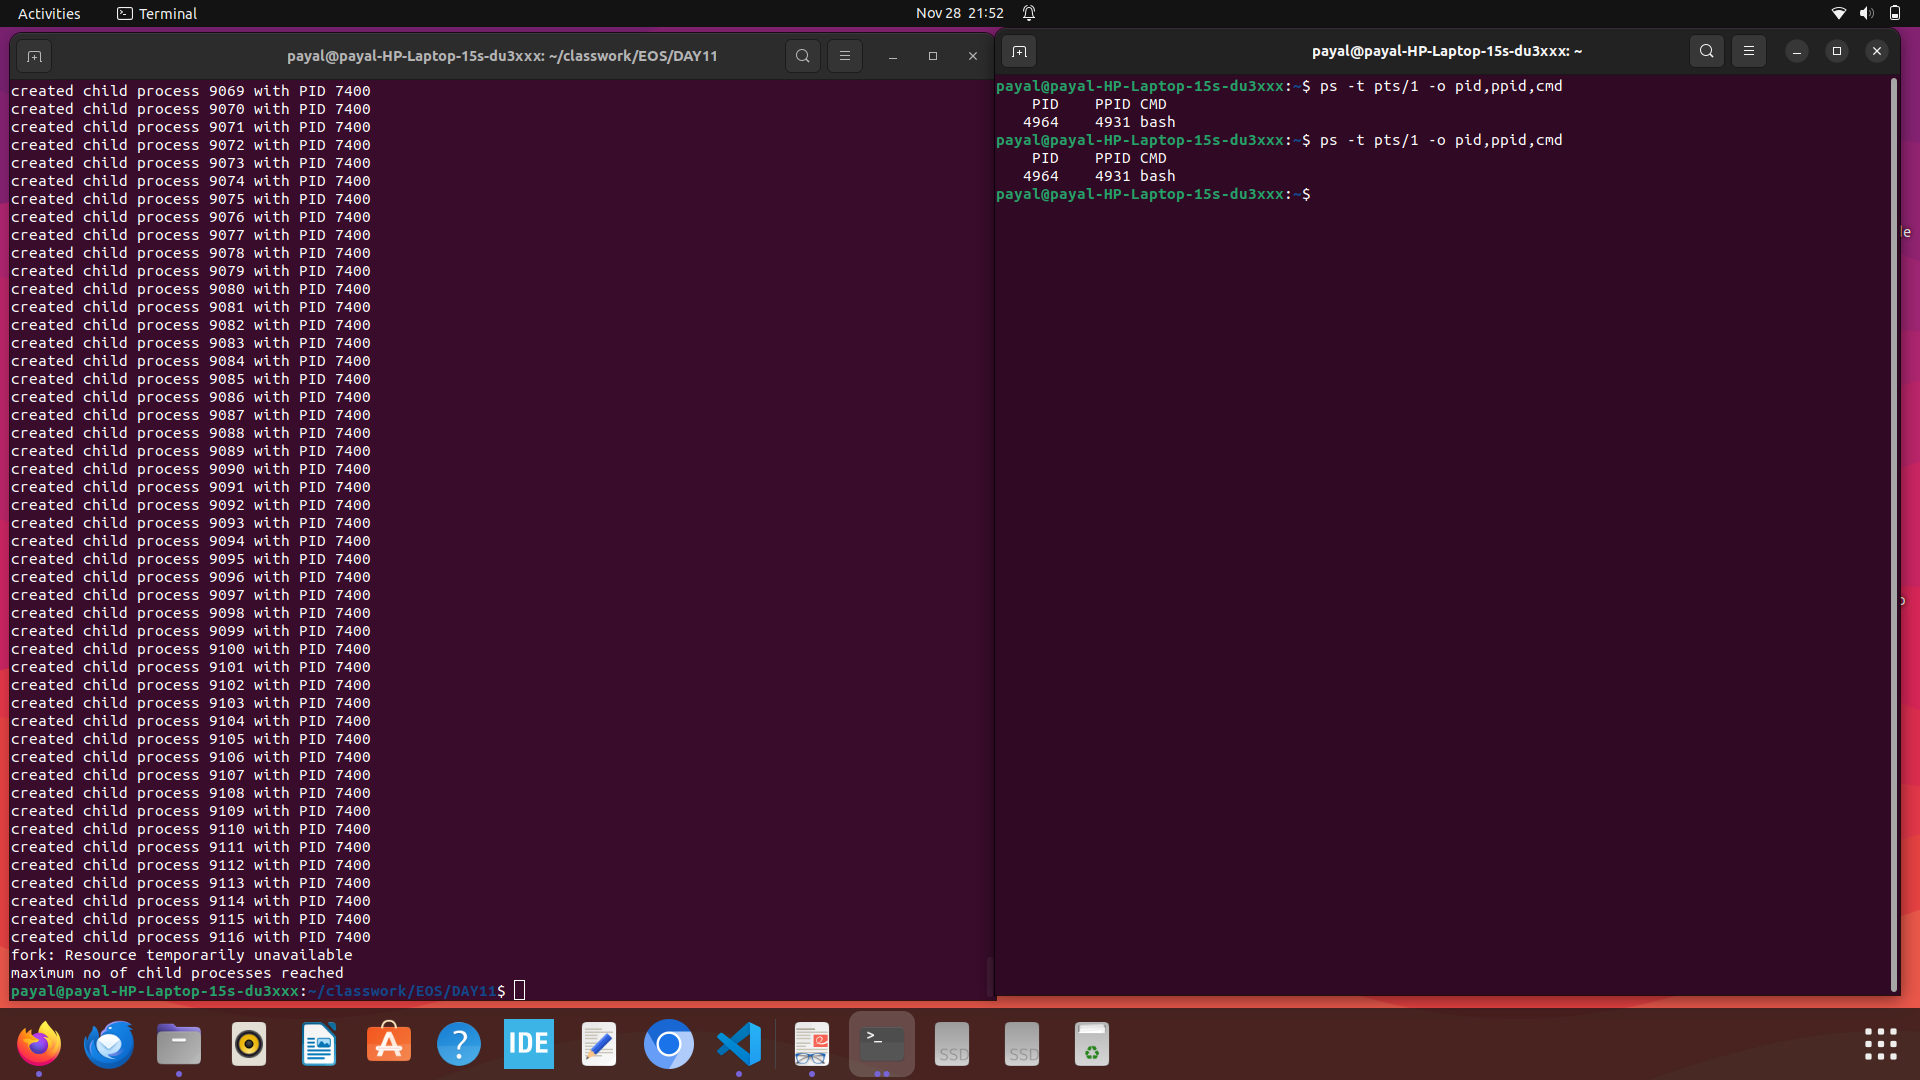 Activities
Terminal
Nov 28 21:52
payal@payal-HP-Laptop-15s-du3xxx: ~/classwork/EOS/DAY11
created child process 9069 with PID 7400
created child process 9070 with PID 7400
created child process 9071 with PID 7400
created child process 9072 with PID 7400
created child process 9073 with PID 7400
created child process 9074 with PID 7400
created child process 9075 with PID 7400
created child process 9076 with PID 7400
created child process 9077 with PID 7400
created child process 9078 with PID 7400
created child process 9079 with PID 7400
created child process 9080 with PID 7400
created child process 9081 with PID 7400
created child process 9082 with PID 7400
created child process 9083 with PID 7400
created child process 9084 with PID 7400
created child process 9085 with PID 7400
created child process 9086 with PID 7400
created child process 9087 with PID 7400
created child process 9088 with PID 7400
created child process 9089 with PID 7400
created child process 9090 with PID 7400
created child process 9091 with PID 7400
created child process 9092 with PID 7400
created child process 9093 with PID 7400
created child process 9094 with PID 7400
created child process 9095 with PID 7400
created child process 9096 with PID 7400
created child process 9097 with PID 7400
created child process 9098 with PID 7400
created child process 9099 with PID 7400
created child process 9100 with PID 7400
created child process 9101 with PID 7400
created child process 9102 with PID 7400
created child process 9103 with PID 7400
created child process 9104 with PID 7400
created child process 9105 with PID 7400
created child process 9106 with PID 7400
created child process 9107 with PID 7400
created child process 9108 with PID 7400
created child process 9109 with PID 7400
created child process 9110 with PID 7400
created child process 9111 with PID 7400
created child process 9112 with PID 7400
created child process 9113 with PID 7400
created child process 9114 with PID 7400
created child process 9115 with PID 7400
created child process 9116 with PID 7400
fork: Resource temporarily unavailable
maximum no of child processes reached
payal@payal-HP-Laptop-15s-du3xxx:~/classwork/EOS/DAY11$
payal@payal-HP-Laptop-15s-du3xxx: ~
payal@payal-HP-Laptop-15s-du3xxx:~$ ps -t pts/1 -o pid,ppid,cmd
PID PPID CMD
4964 4931 bash
payal@payal-HP-Laptop-15s-du3xxx:~$ ps -t pts/1 -o pid,ppid,cmd
PID PPID CMD
4964 4931 bash
payal@payal-HP-Laptop-15s-du3xxx:~$
IDE
SSD
SSD